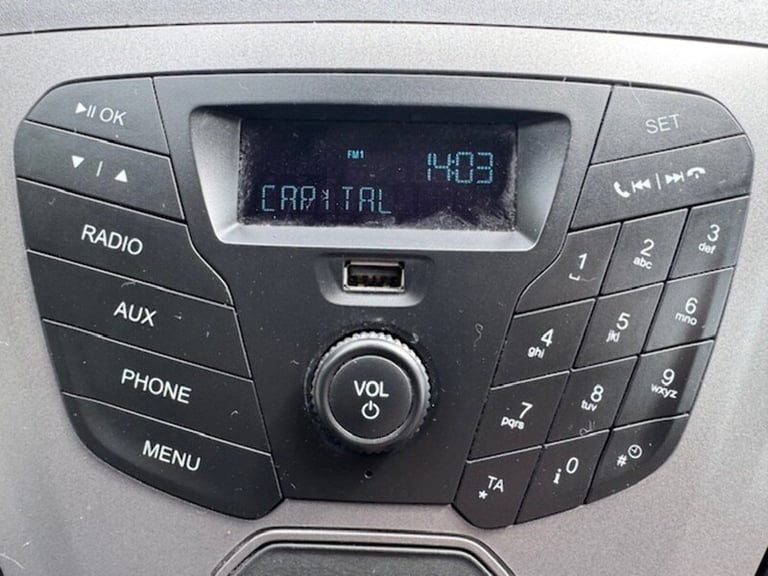 ▶II OK
▼ I ▲
RADIO
AUX
PHONE
MENU
FM1
14:03
CAPITAL
VOL
SET
I
1
2
abc
3
def
4
ghi
5
jkl
6
mno
7
pqrs
8
tuv
9
wxyz
TA
*
i 0
#